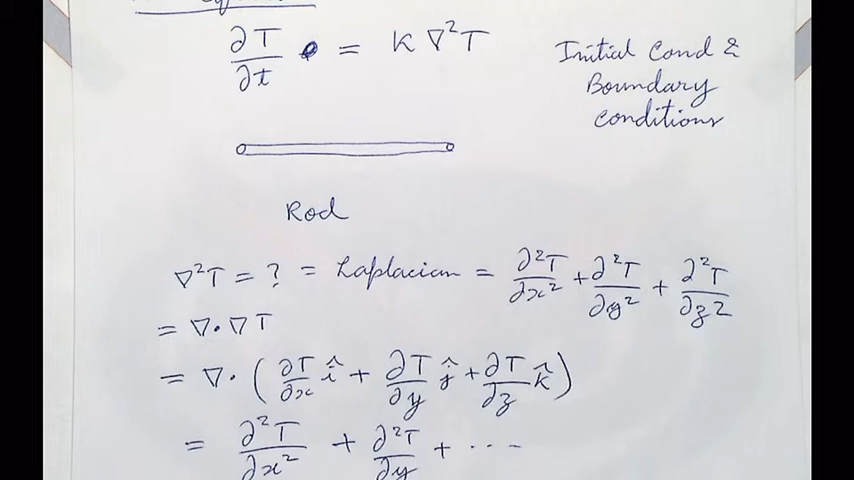 ∂T/∂t = K ∇²T
Initial Cond &
Boundary
Conditions
Rod
∇²T = ? = Laplacian = ∂²T/∂x² + ∂²T/∂y² + ∂²T/∂z²
= ∇·∇T
= ∇·(∂T/∂x î + ∂T/∂y ĵ + ∂T/∂z k̂)
= ∂²T/∂x² + ∂²T/∂y + ----